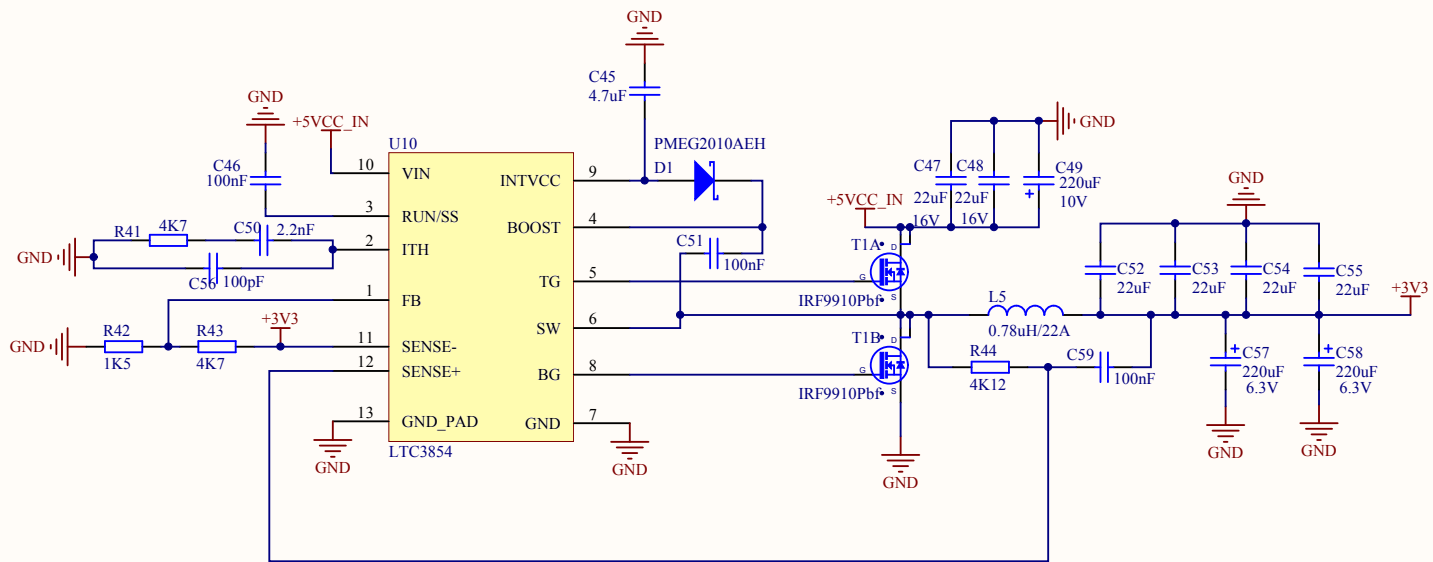 GND
C45
4.7uF
GND
+5VCC_IN
C46
100nF
U10
10
VIN
3
RUN/SS
2
ITH
1
FB
11
SENSE-
12
SENSE+
13
GND_PAD
LTC3854
9
INTVCC
4
BOOST
5
TG
6
SW
8
BG
7
GND
PMEG2010AEH
D1
C51
100nF
R41
4K7
C50
2.2nF
GND
C56
100pF
GND
R42
1K5
R43
4K7
+3V3
GND
GND
+5VCC_IN
C47
22uF
16V
C48
22uF
16V
C49
220uF
10V
GND
T1A
D
G
S
IRF9910Pbf
T1B
D
G
S
IRF9910Pbf
GND
L5
0.78uH/22A
R44
4K12
C59
100nF
GND
C52
22uF
C53
22uF
C54
22uF
C55
22uF
+3V3
C57
220uF
6.3V
C58
220uF
6.3V
GND
GND